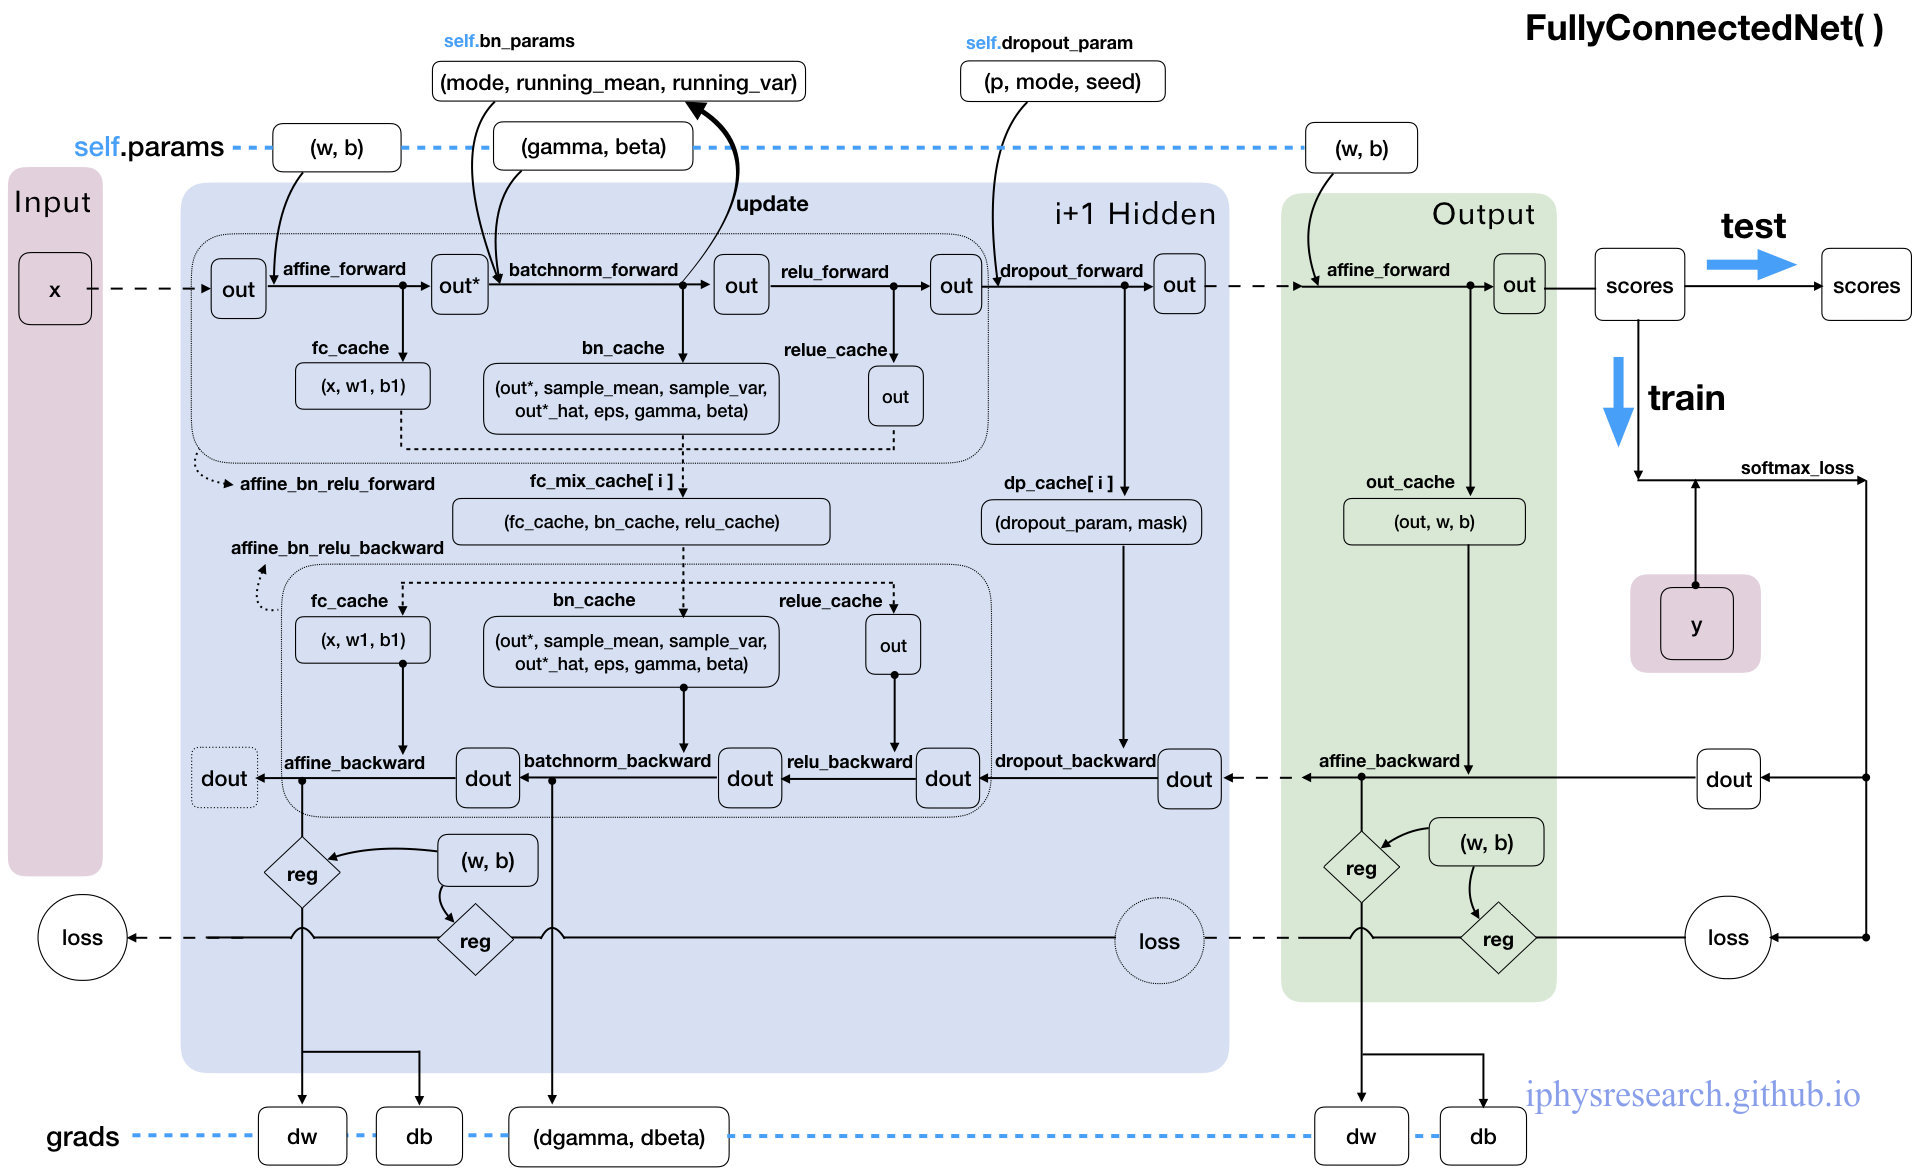 FullyConnectedNet( )
self.bn_params
self.dropout_param
(mode, running_mean, running_var)
(p, mode, seed)
self.params
(w, b)
(gamma, beta)
(w, b)
Input
update
i+1 Hidden
Output
test
x
out
affine_forward
out*
batchnorm_forward
out
relu_forward
out
dropout_forward
out
affine_forward
out
scores
scores
fc_cache
bn_cache
relue_cache
(x, w1, b1)
(out*, sample_mean, sample_var,
out*_hat, eps, gamma, beta)
out
train
softmax_loss
affine_bn_relu_forward
fc_mix_cache[ i ]
dp_cache[ i ]
out_cache
(fc_cache, bn_cache, relu_cache)
(dropout_param, mask)
(out, w, b)
affine_bn_relu_backward
fc_cache
bn_cache
relue_cache
(x, w1, b1)
(out*, sample_mean, sample_var,
out*_hat, eps, gamma, beta)
out
y
dout
affine_backward
dout
batchnorm_backward
dout
relu_backward
dout
dropout_backward
dout
affine_backward
dout
reg
(w, b)
reg
(w, b)
loss
reg
loss
reg
loss
iphysresearch.github.io
grads
dw
db
(dgamma, dbeta)
dw
db